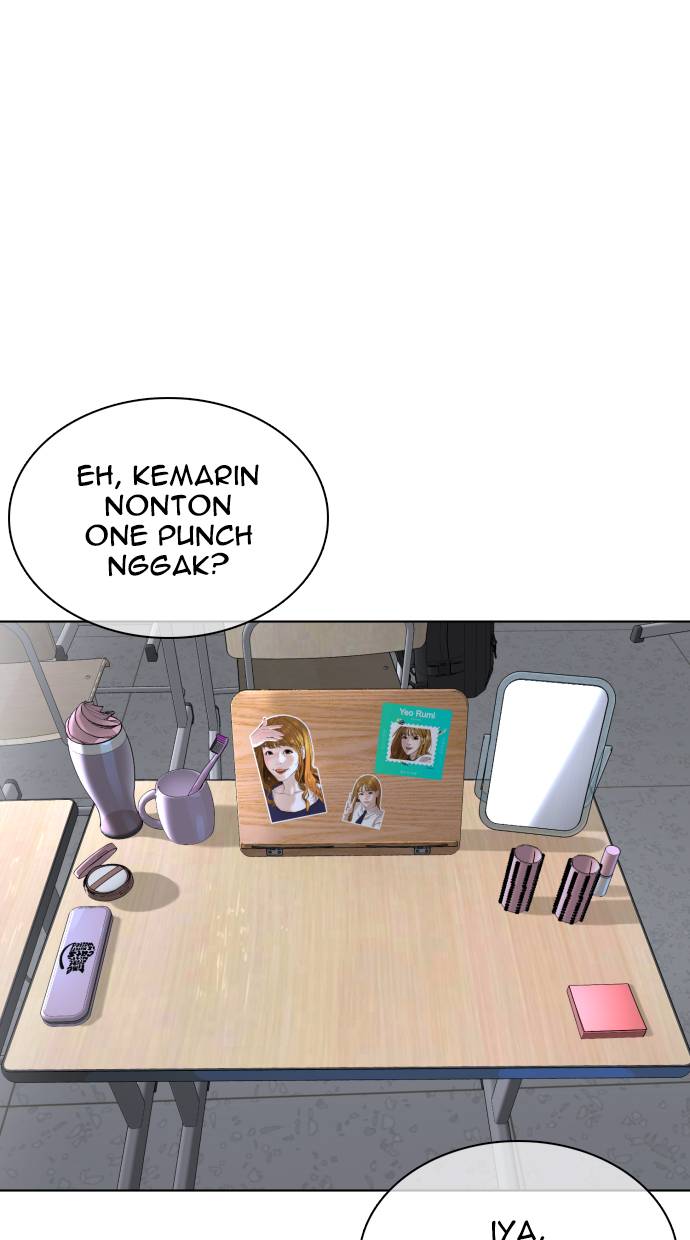 EH, KEMARIN
NONTON
ONE PUNCH
NGGAK?
Yeo Rumi
IYA,